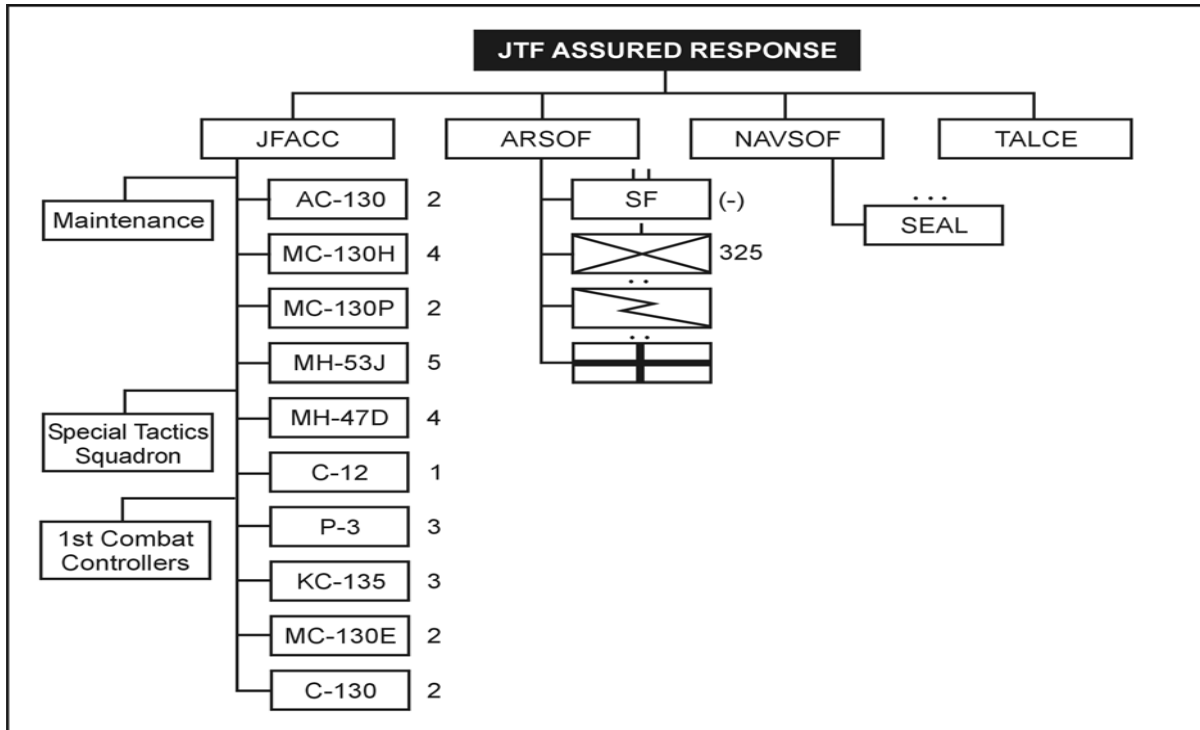 JTF ASSURED RESPONSE
JFACC
ARSOF
NAVSOF
TALCE
Maintenance
Special Tactics
Squadron
1st Combat
Controllers
AC-130 2
MC-130H 4
MC-130P 2
MH-53J 5
MH-47D 4
C-12 1
P-3 3
KC-135 3
MC-130E 2
C-130 2
SF (-)
325
SEAL